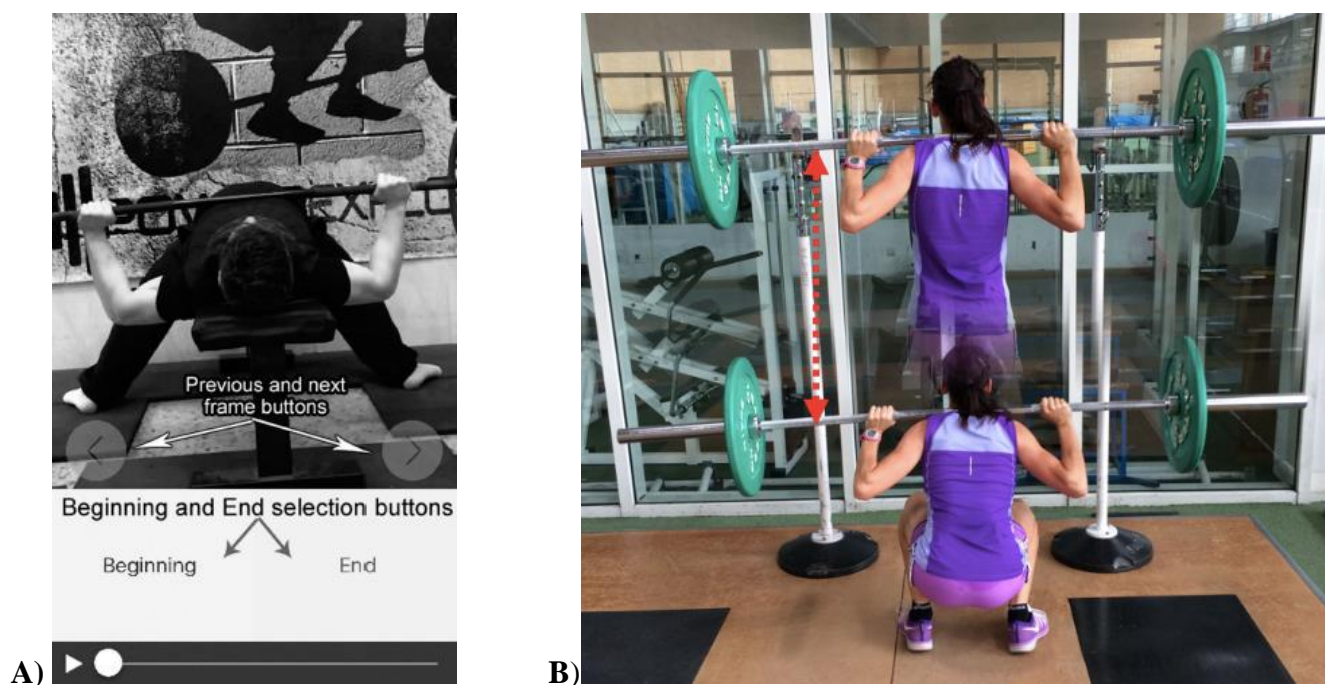 Previous and next
frame buttons
Beginning and End selection buttons
Beginning
End
A)
B)